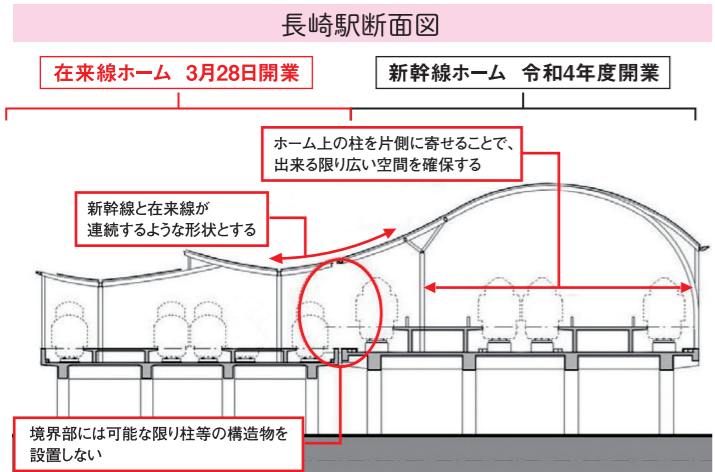 長崎駅断面図
在来線ホーム 3月28日開業
新幹線ホーム 令和4年度開業
ホーム上の柱を片側に寄せることで、
出来る限り広い空間を確保する
新幹線と在来線が
連続するような形状とする
境界部には可能な限り柱等の構造物を
設置しない